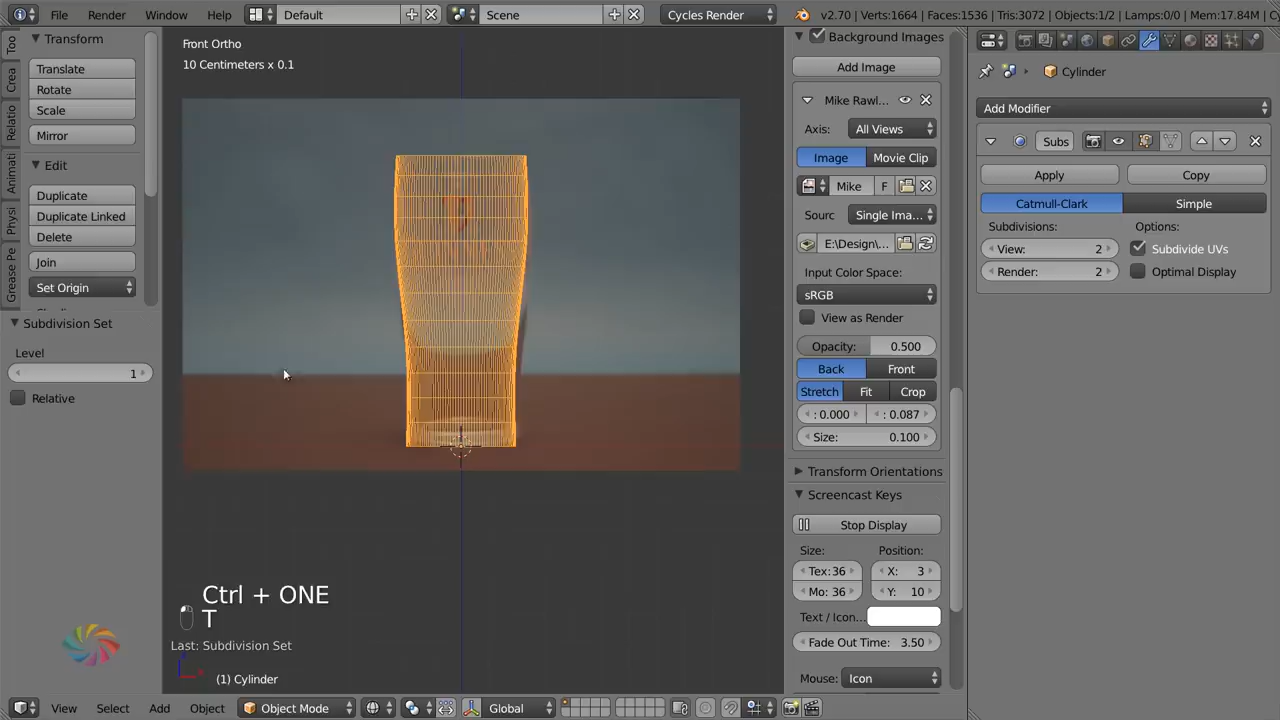 File
Render
Window
Help
Default
Scene
Cycles Render
v2.70 | Verts:1664 | Faces:1536 | Tris:3072 | Objects:1/2 | Lamps:0/0 | Mem:17.84M | C
Too
Crea
Relatio
Animati
Physi
Grease Pe
Transform
Translate
Rotate
Scale
Mirror
Edit
Duplicate
Duplicate Linked
Delete
Join
Set Origin
Subdivision Set
Level
1
Relative
Front Ortho
10 Centimeters x 0.1
Ctrl + ONE
T
Last: Subdivision Set
(1) Cylinder
Background Images
Add Image
Mike Rawl...
Axis:
All Views
Image
Movie Clip
Mike
F
Sourc
Single Ima...
E:\Design\...
Input Color Space:
sRGB
View as Render
Opacity: 0.500
Back
Front
Stretch
Fit
Crop
: 0.000
: 0.087
Size: 0.100
Transform Orientations
Screencast Keys
Stop Display
Size:
Position:
Tex:36
X: 3
Mo: 36
Y: 10
Text / Icon...
Fade Out Time: 3.50
Mouse:
Icon
Cylinder
Add Modifier
Subs
Apply
Copy
Catmull-Clark
Simple
Subdivisions:
Options:
View: 2
Subdivide UVs
Render: 2
Optimal Display
View
Select
Add
Object
Object Mode
Global